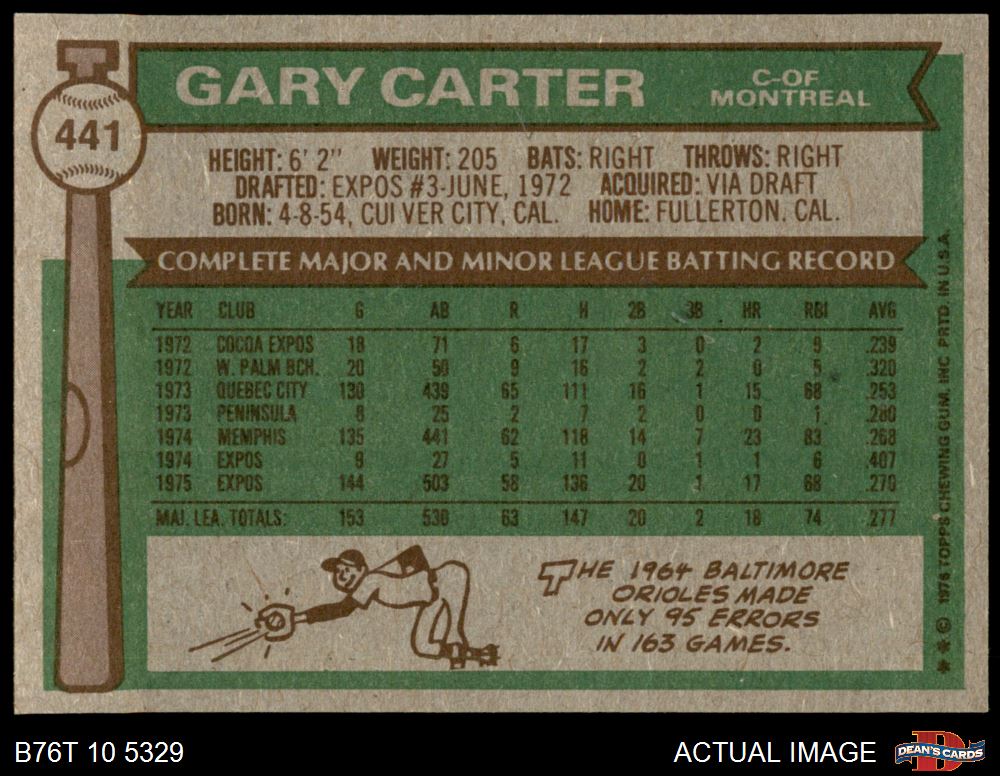 441
GARY CARTER
C-OF
MONTREAL
HEIGHT: 6' 2" WEIGHT: 205 BATS: RIGHT THROWS: RIGHT
DRAFTED: EXPOS #3-JUNE, 1972 ACQUIRED: VIA DRAFT
BORN: 4-8-54, CULVER CITY, CAL. HOME: FULLERTON, CAL.
COMPLETE MAJOR AND MINOR LEAGUE BATTING RECORD
YEAR CLUB G AB R H 2B 3B HR RBI AVG
1972 COCOA EXPOS 18 71 6 17 3 0 2 9 .239
1972 W. PALM BCH. 20 50 9 16 2 2 0 5 .320
1973 QUEBEC CITY 130 439 65 111 16 1 15 68 .253
1973 PENINSULA 8 25 2 7 2 0 0 1 .280
1974 MEMPHIS 135 441 62 118 14 7 23 83 .268
1974 EXPOS 9 27 5 11 0 1 1 6 .407
1975 EXPOS 144 503 58 136 20 1 17 68 .270
MAJ. LEA. TOTALS: 153 530 63 147 20 2 18 74 .277
THE 1964 BALTIMORE
ORIOLES MADE
ONLY 95 ERRORS
IN 163 GAMES.
** © 1976 TOPPS CHEWING GUM, INC. PRTD. IN U.S.A.
B76T 10 5329
ACTUAL IMAGE
DEAN'S CARDS